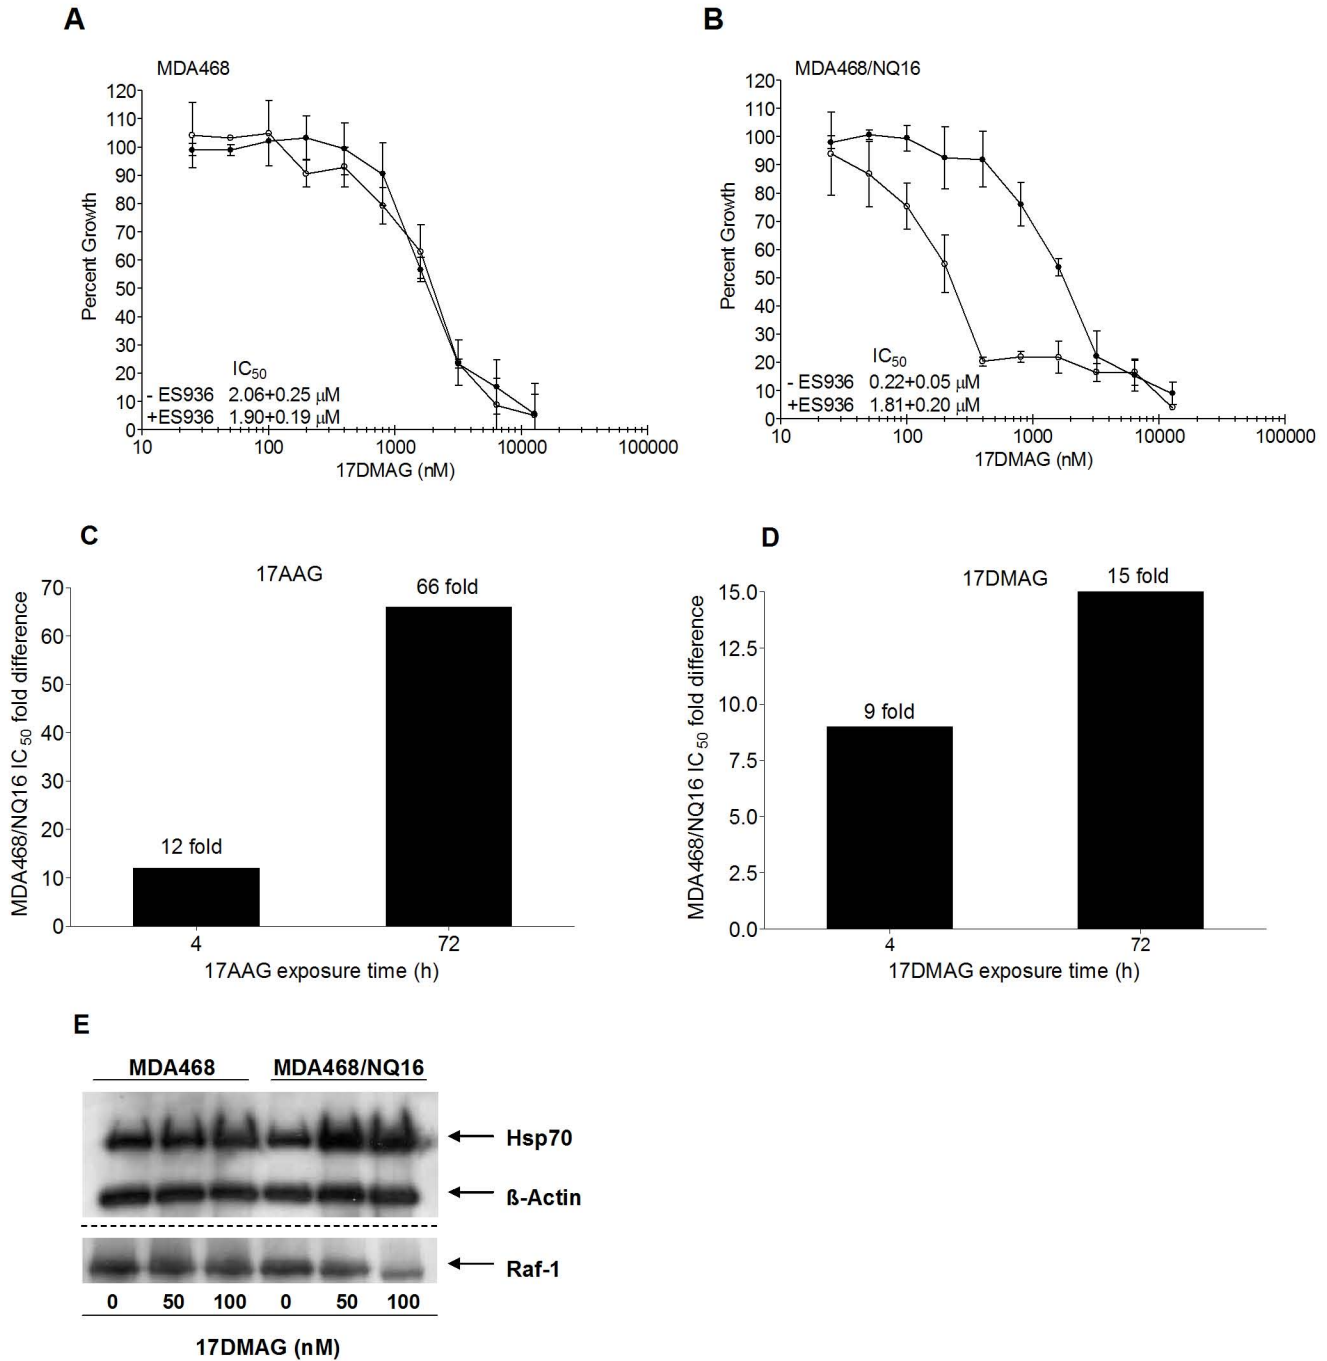 A
MDA468
120
110
100
90
80
70
60
50
40
30
20
10
0
Percent Growth
IC50
- ES936 2.06+0.25 µM
+ES936 1.90+0.19 µM
10 100 1000 10000 100000
17DMAG (nM)
B
MDA468/NQ16
120
110
100
90
80
70
60
50
40
30
20
10
0
Percent Growth
IC50
- ES936 0.22+0.05 µM
+ES936 1.81+0.20 µM
10 100 1000 10000 100000
17DMAG (nM)
C
17AAG
70
60
50
40
30
20
10
0
MDA468/NQ16 IC50 fold difference
12 fold
66 fold
4 72
17AAG exposure time (h)
D
17DMAG
15.0
12.5
10.0
7.5
5.0
2.5
0.0
MDA468/NQ16 IC50 fold difference
9 fold
15 fold
4 72
17DMAG exposure time (h)
E
MDA468 MDA468/NQ16
Hsp70
ß-Actin
Raf-1
0 50 100 0 50 100
17DMAG (nM)